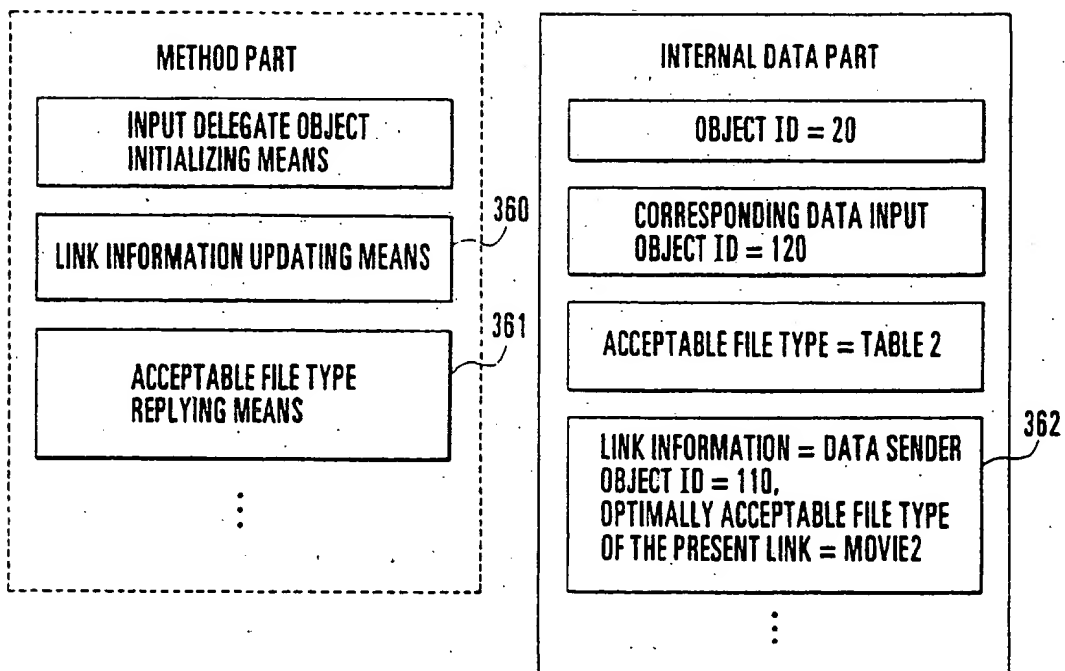 METHOD PART
INPUT DELEGATE OBJECT
INITIALIZING MEANS
360
LINK INFORMATION UPDATING MEANS
361
ACCEPTABLE FILE TYPE
REPLYING MEANS
INTERNAL DATA PART
OBJECT ID = 20
CORRESPONDING DATA INPUT
OBJECT ID = 120
ACCEPTABLE FILE TYPE = TABLE 2
362
LINK INFORMATION = DATA SENDER
OBJECT ID = 110,
OPTIMALLY ACCEPTABLE FILE TYPE
OF THE PRESENT LINK = MOVIE2